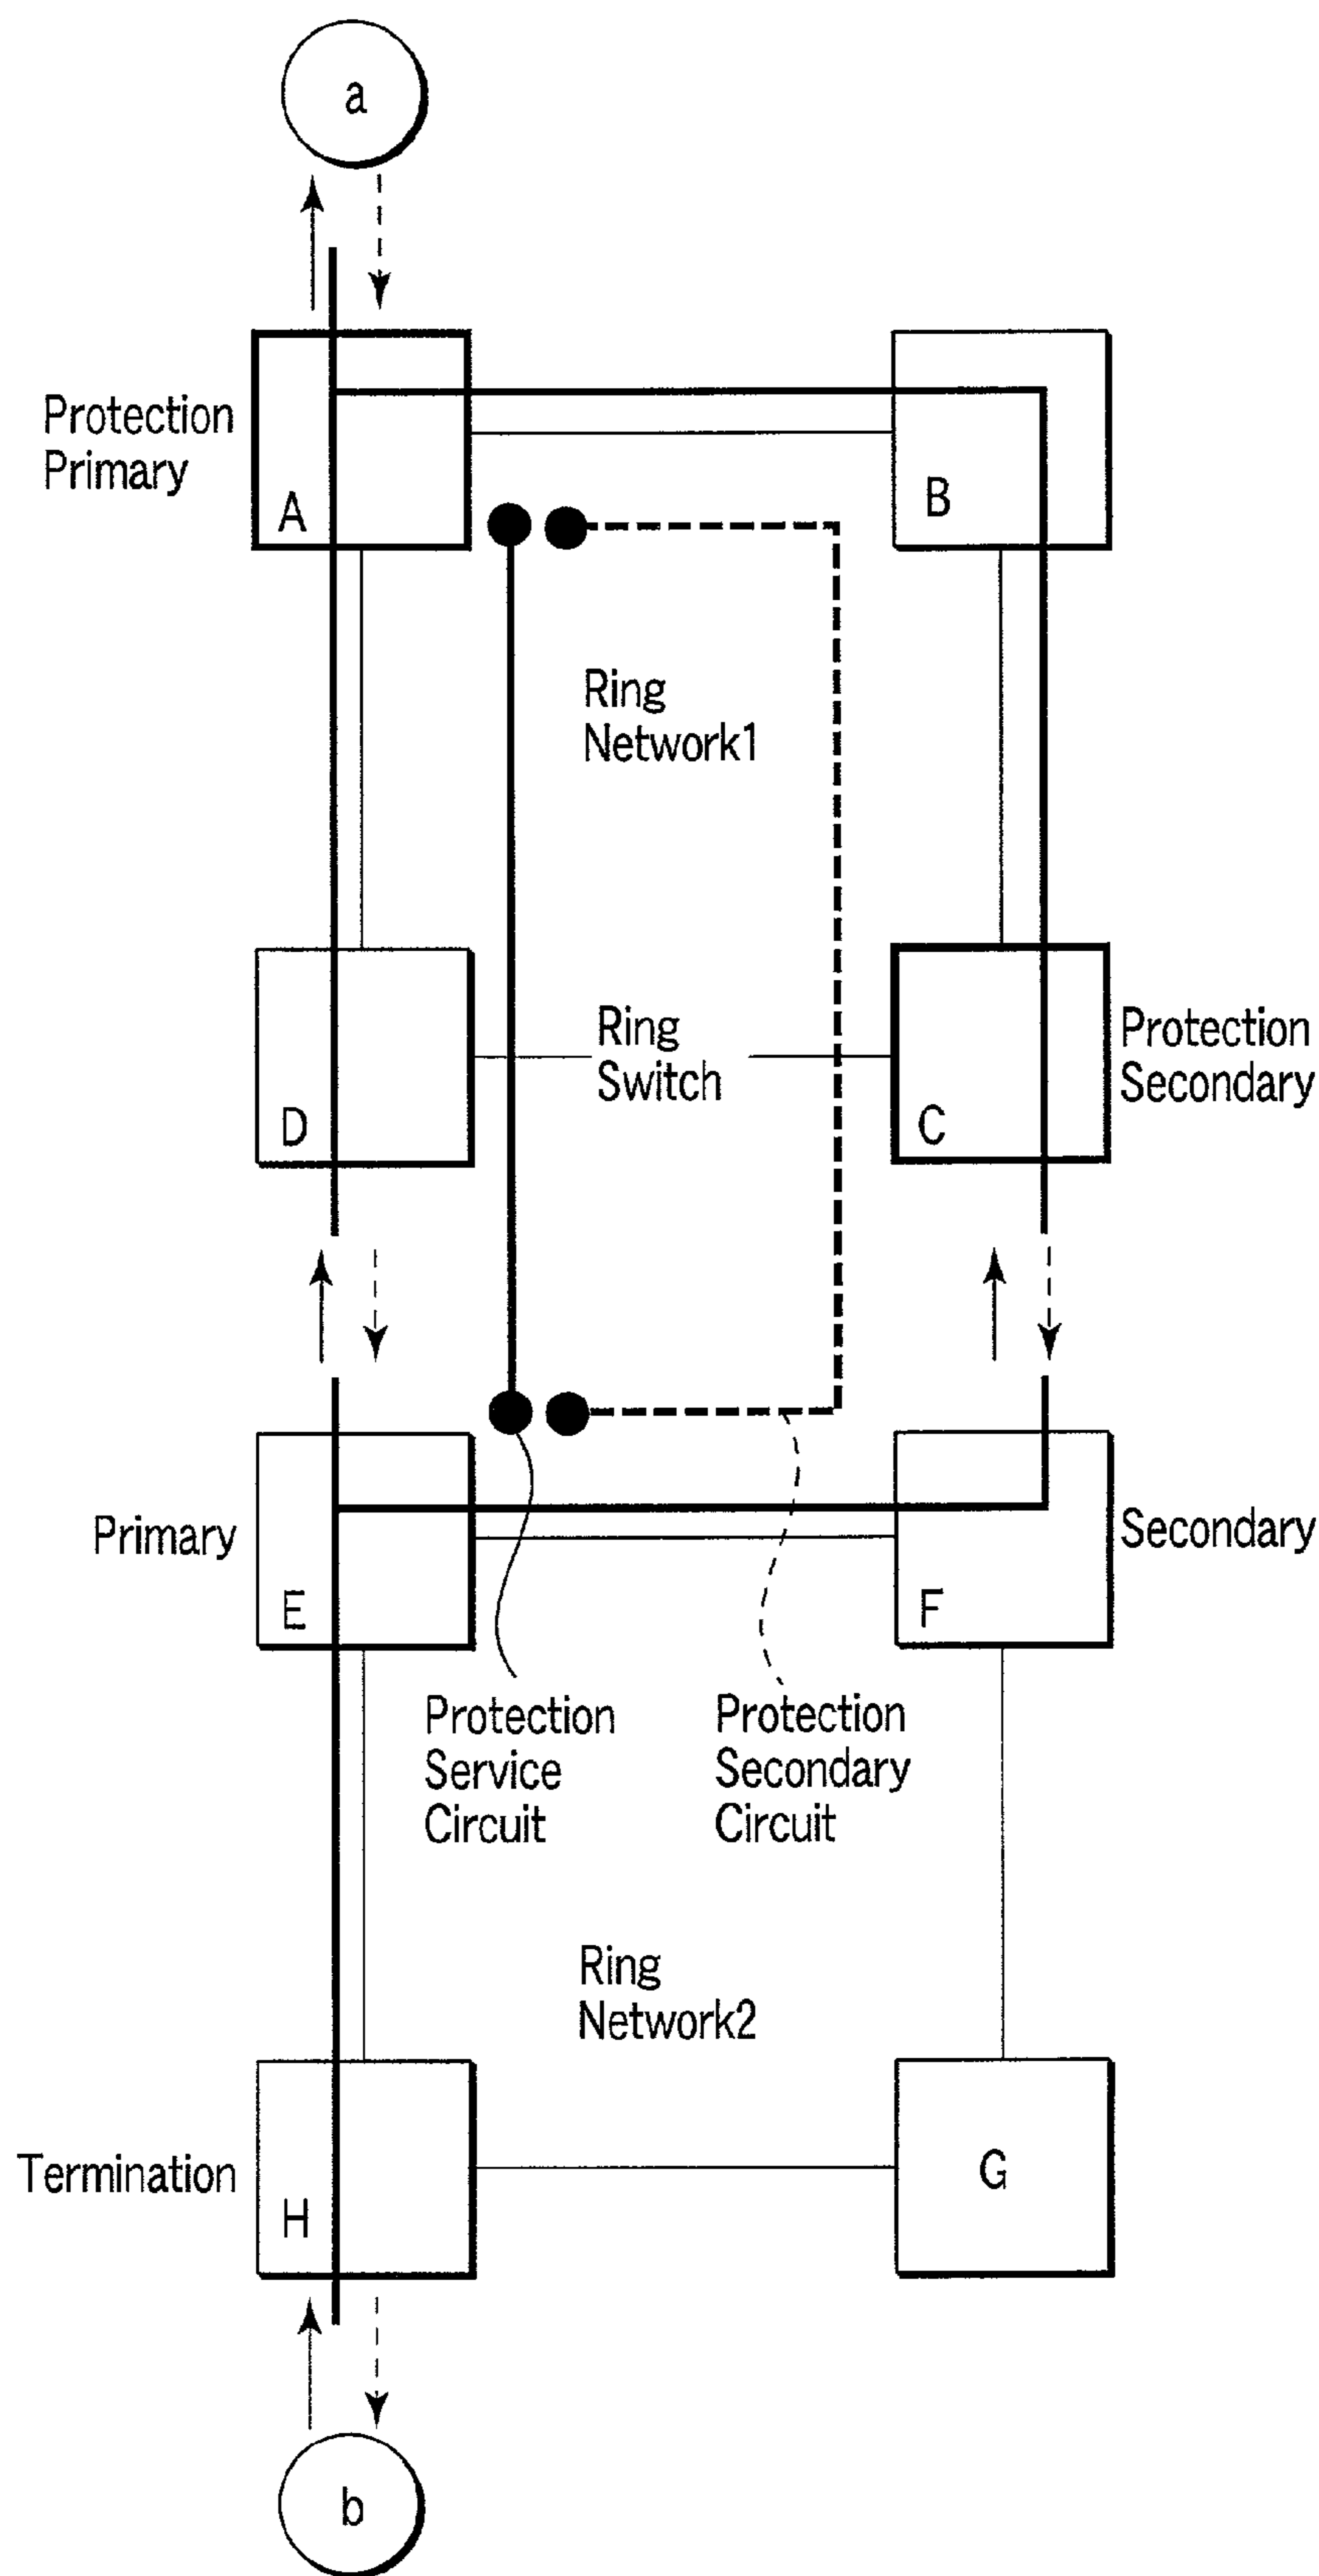 a
Protection
Primary
A
B
Ring
Network1
Ring
Switch
D
C
Protection
Secondary
Primary
E
F
Secondary
Protection
Service
Circuit
Protection
Secondary
Circuit
Ring
Network2
Termination
H
G
b